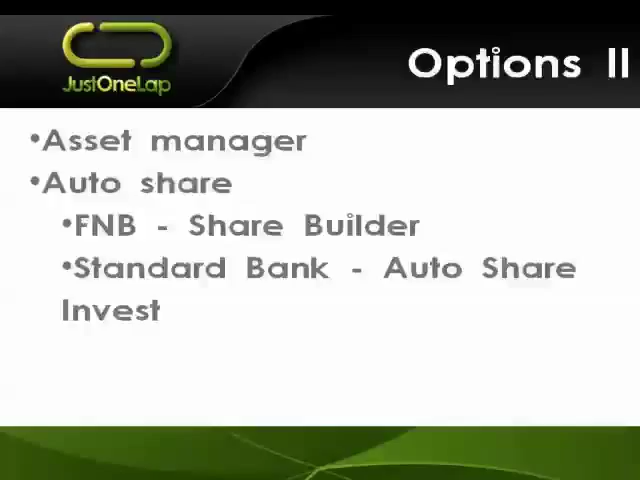 JustOneLap
Options II
•Asset manager
•Auto share
•FNB - Share Builder
•Standard Bank - Auto Share
Invest